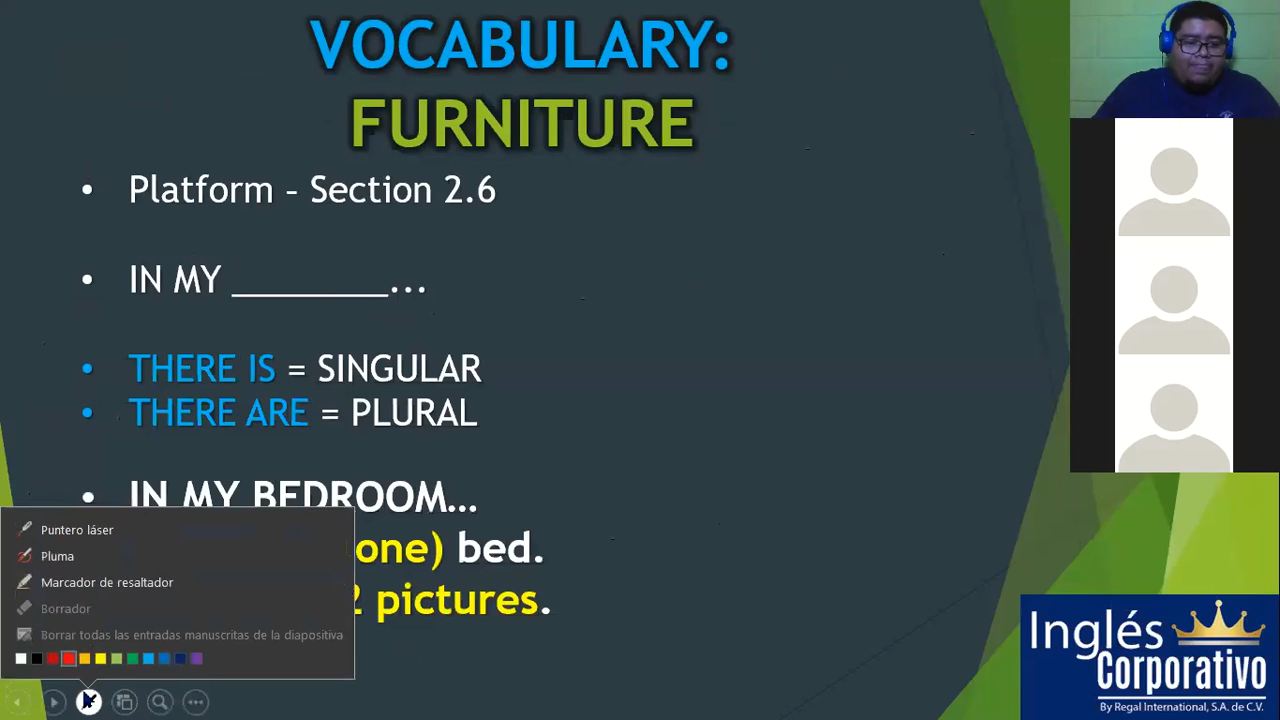 VOCABULARY:
FURNITURE
• Platform – Section 2.6
• IN MY ________...
• THERE IS = SINGULAR
• THERE ARE = PLURAL
• IN MY BEDROOM...
one) bed.
2 pictures.
Puntero láser
Pluma
Marcador de resaltador
Borrador
Borrar todas las entradas manuscritas de la diapositiva
Inglés
Corporativo
By Regal International, S.A. de C.V.